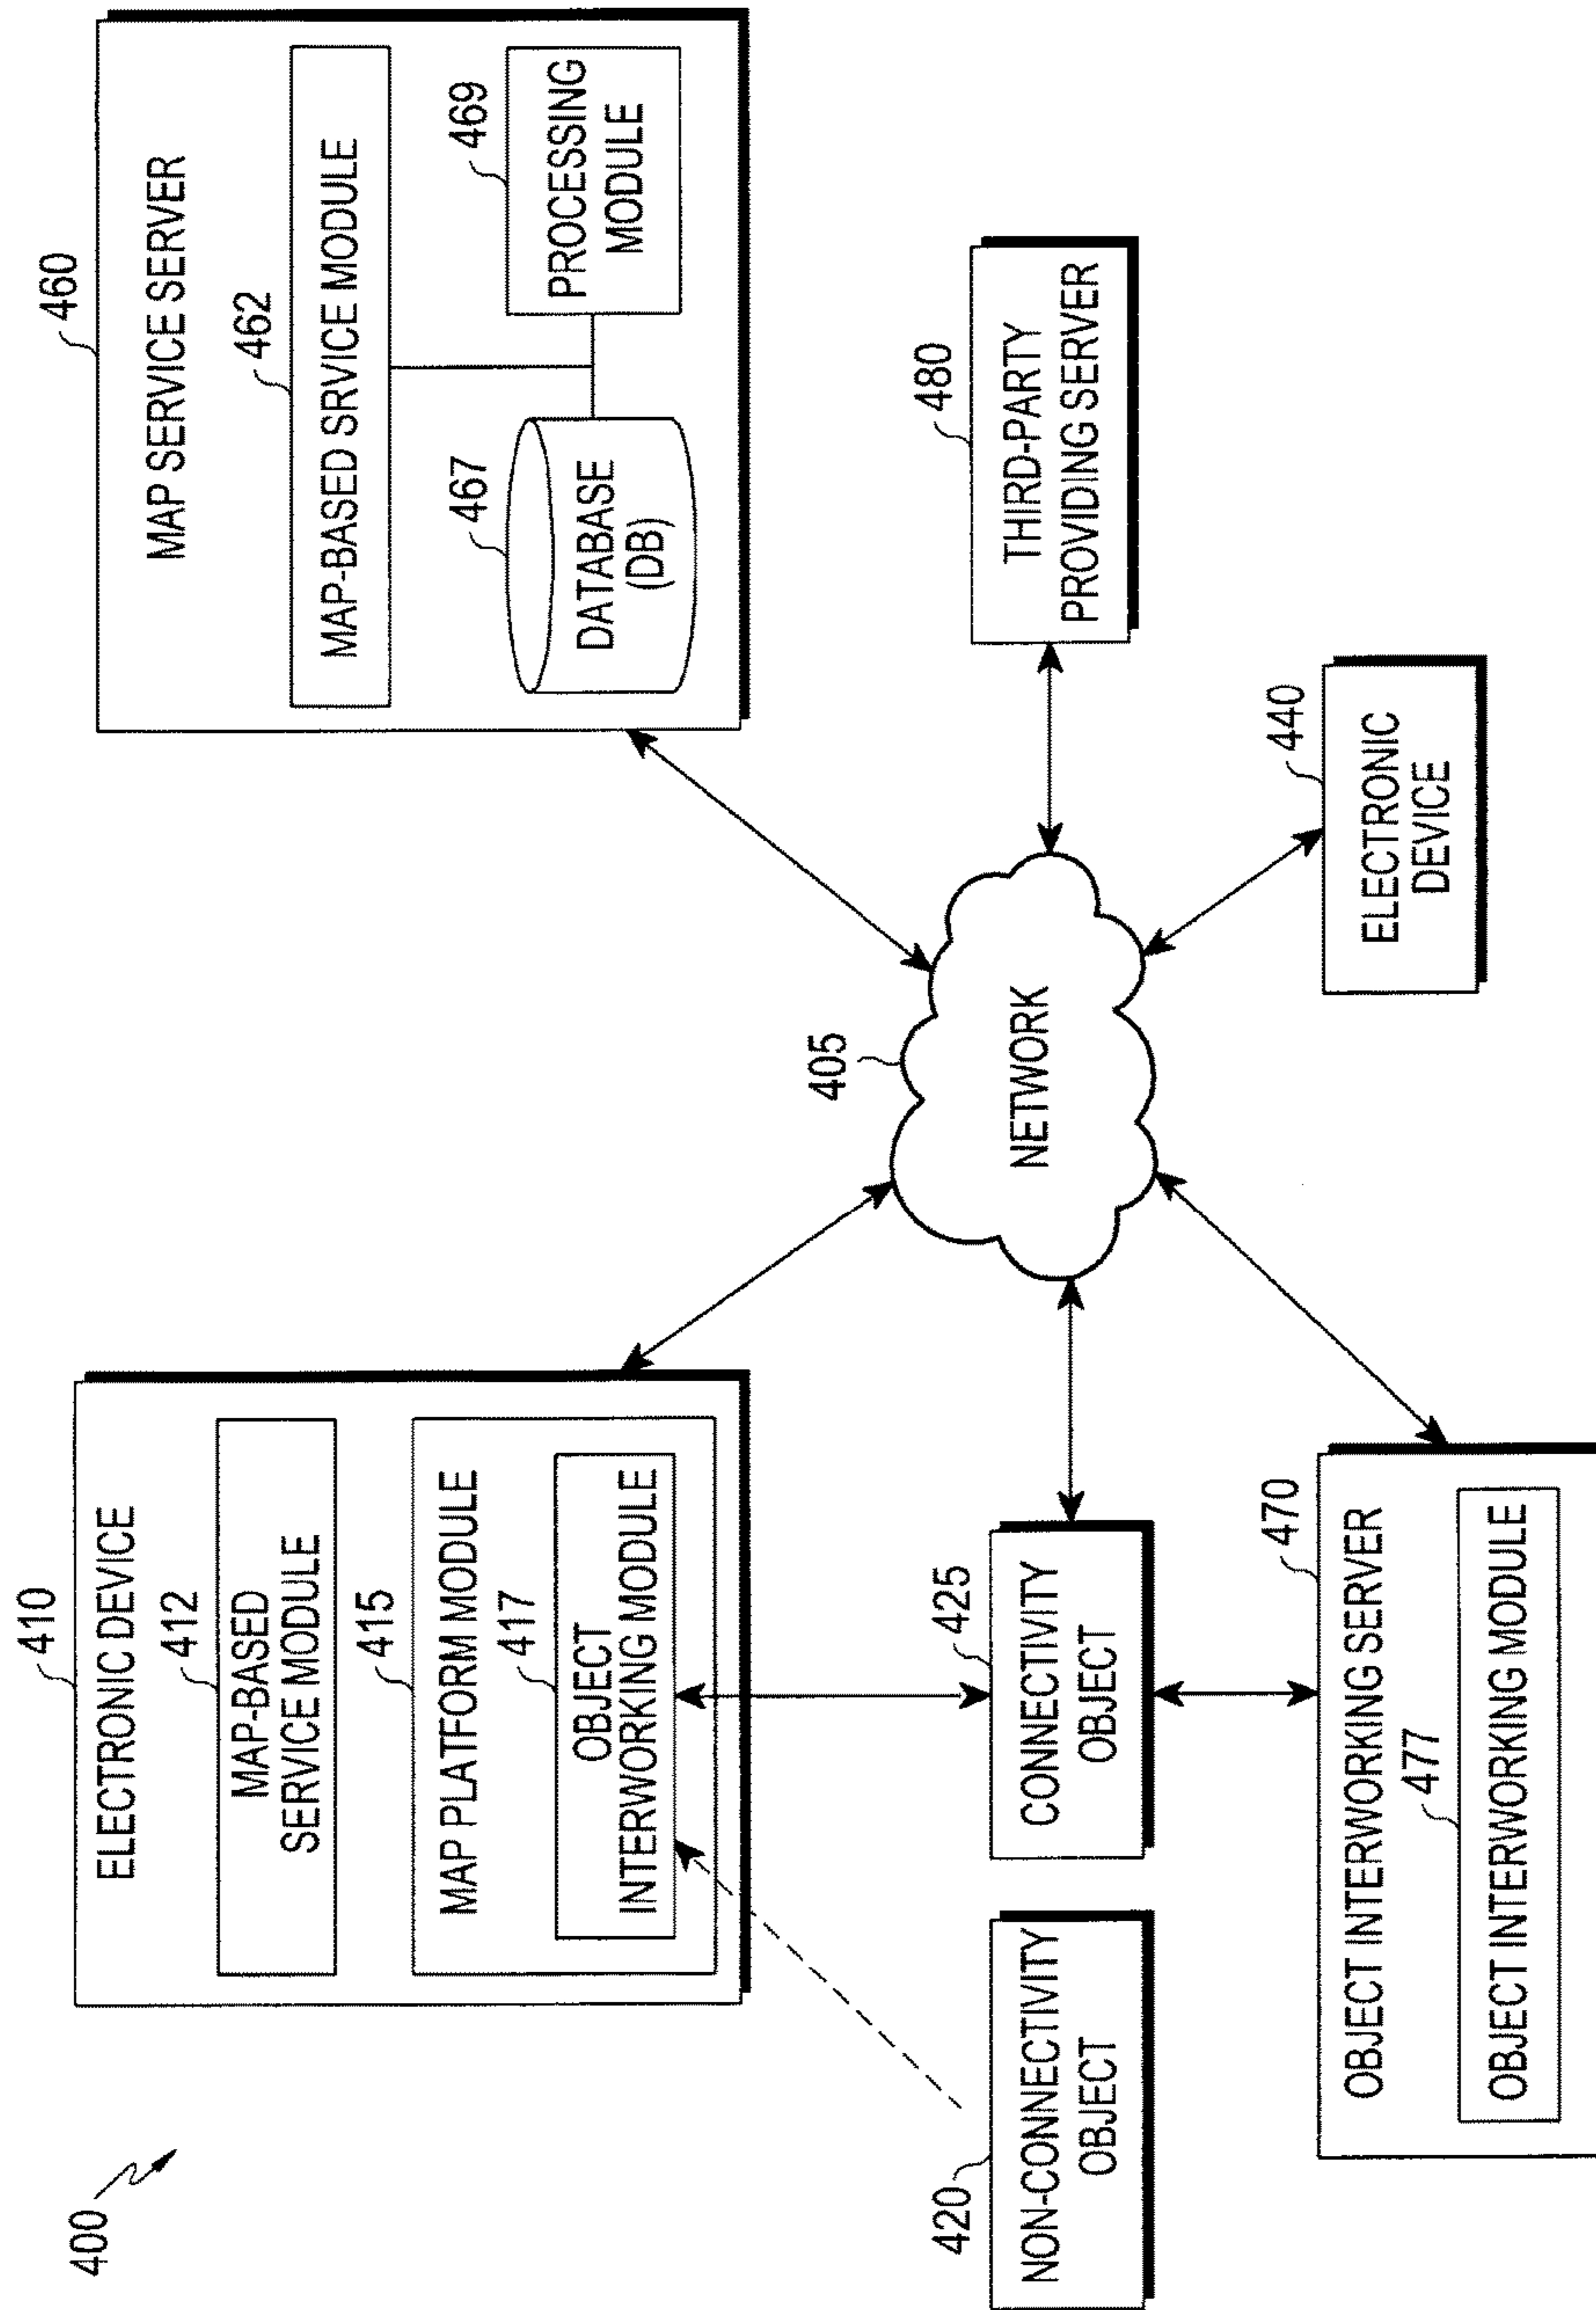 400
410
ELECTRONIC DEVICE
412
MAP-BASED
SERVICE MODULE
415
MAP PLATFORM MODULE
417
OBJECT
INTERWORKING MODULE
460
MAP SERVICE SERVER
462
MAP-BASED SRVICE MODULE
467
DATABASE
(DB)
469
PROCESSING
MODULE
405
NETWORK
480
THIRD-PARTY
PROVIDING SERVER
420
NON-CONNECTIVITY
OBJECT
425
CONNECTIVITY
OBJECT
440
ELECTRONIC
DEVICE
470
OBJECT INTERWORKING SERVER
477
OBJECT INTERWORKING MODULE